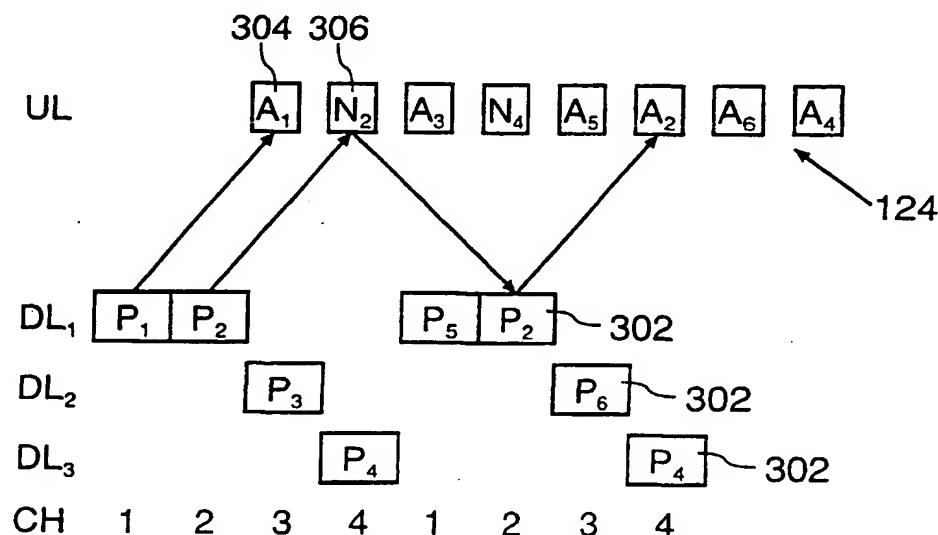 304 306
UL A₁ N₂ A₃ N₄ A₅ A₂ A₆ A₄
124
DL₁ P₁ P₂ P₅ P₂ 302
DL₂ P₃ P₆ 302
DL₃ P₄ P₄ 302
CH 1 2 3 4 1 2 3 4